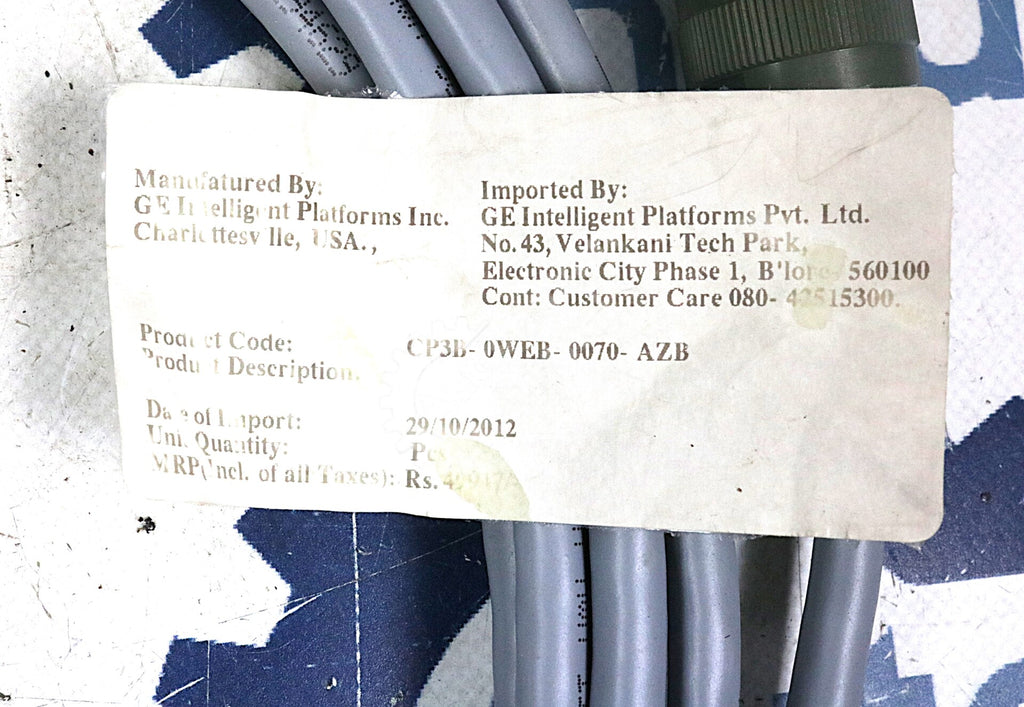 Manufatured By:
GE Intelligent Platforms Inc.
Charlottesville, USA.,
Imported By:
GE Intelligent Platforms Pvt. Ltd.
No.43, Velankani Tech Park,
Electronic City Phase 1, B'lore- 560100
Cont: Customer Care 080-
Product Code: CP3B- 0WEB- 0070- AZB
Product Description:
Date of Import: 29/10/2012
Unit Quantity: Pcs
MRP(Incl. of all Taxes): Rs.